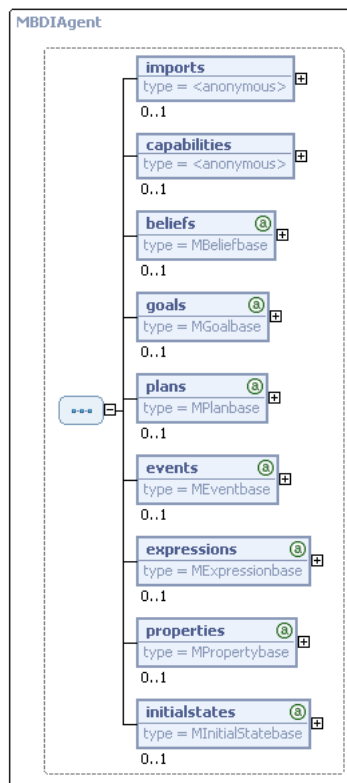 MBDIAgent
imports
type = <anonymous>
0..1
capabilities
type = <anonymous>
0..1
beliefs a
type = MBeliefbase
0..1
goals a
type = MGoalbase
0..1
plans a
type = MPlanbase
0..1
events a
type = MEventbase
0..1
expressions a
type = MExpressionbase
0..1
properties a
type = MPropertybase
0..1
initialstates a
type = MInitialStatebase
0..1